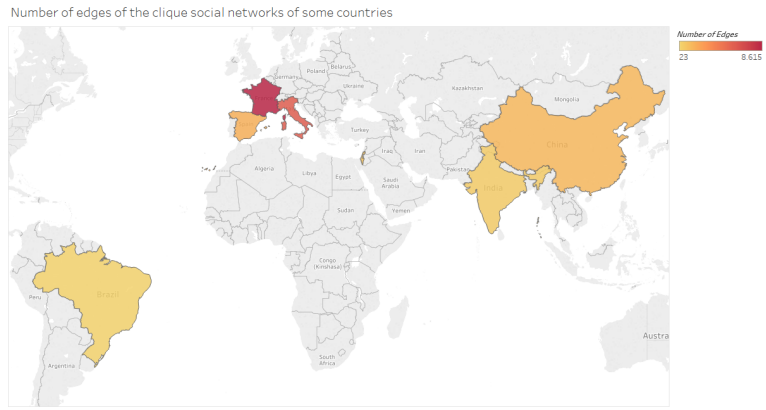 Number of edges of the clique social networks of some countries
Number of Edges
23
8.615
Germany
Poland
Belarus
Ukraine
Kazakhstan
Mongolia
Turkey
China
Iraq
Iran
Algeria
Libya
Egypt
Saudi
Arabia
Pakistan
India
Sudan
Yemen
Congo
(Kinshasa)
Brazil
Peru
Argentina
South
Africa
Austra